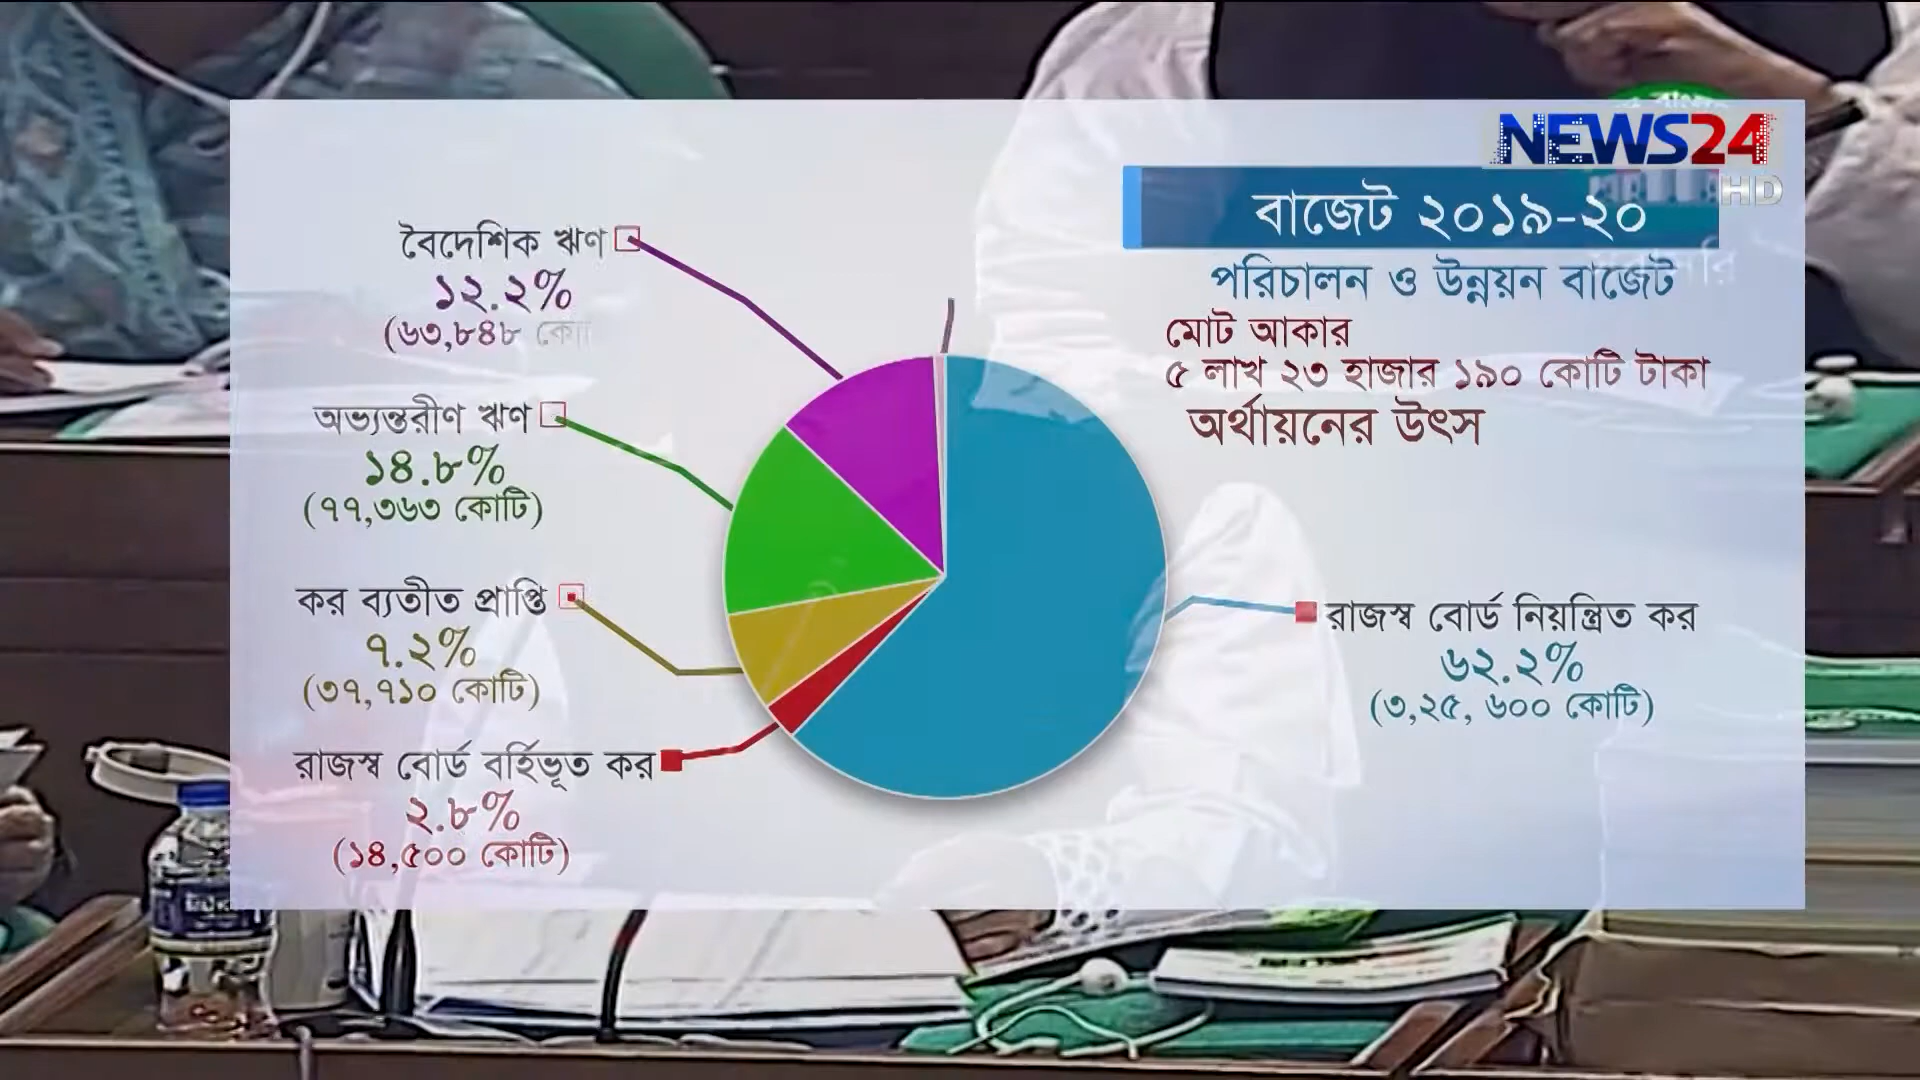 NEWS24
HD
বাজেট ২০১৯-২০
পরিচালন ও উন্নয়ন বাজেট
মোট আকার
৫ লাখ ২৩ হাজার ১৯০ কোটি টাকা
অর্থায়নের উৎস
বৈদেশিক ঋণ
১২.২%
(৬৩,৮৪৮ কো
অভ্যন্তরীণ ঋণ
১৪.৮%
(৭৭,৩৬৩ কোটি)
কর ব্যতীত প্রাপ্তি
৭.২%
(৩৭,৭১০ কোটি)
রাজস্ব বোর্ড বর্হিভূত কর
২.৮%
(১৪,৫০০ কোটি)
রাজস্ব বোর্ড নিয়ন্ত্রিত কর
৬২.২%
(৩,২৫, ৬০০ কোটি)